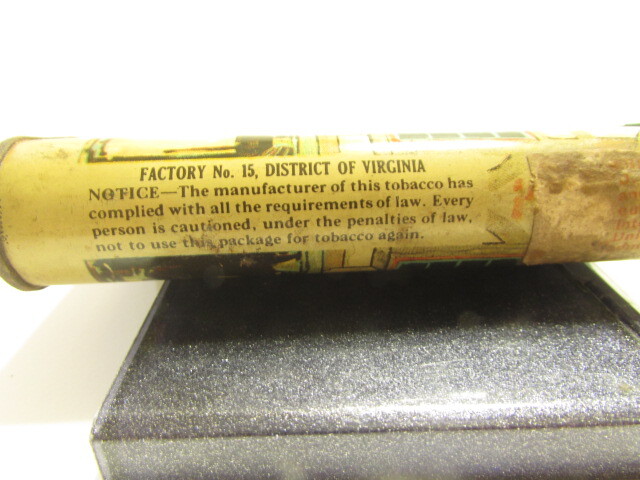 FACTORY No. 15, DISTRICT OF VIRGINIA
NOTICE—The manufacturer of this tobacco has
complied with all the requirements of law. Every
person is cautioned, under the penalties of law,
not to use this package for tobacco again.